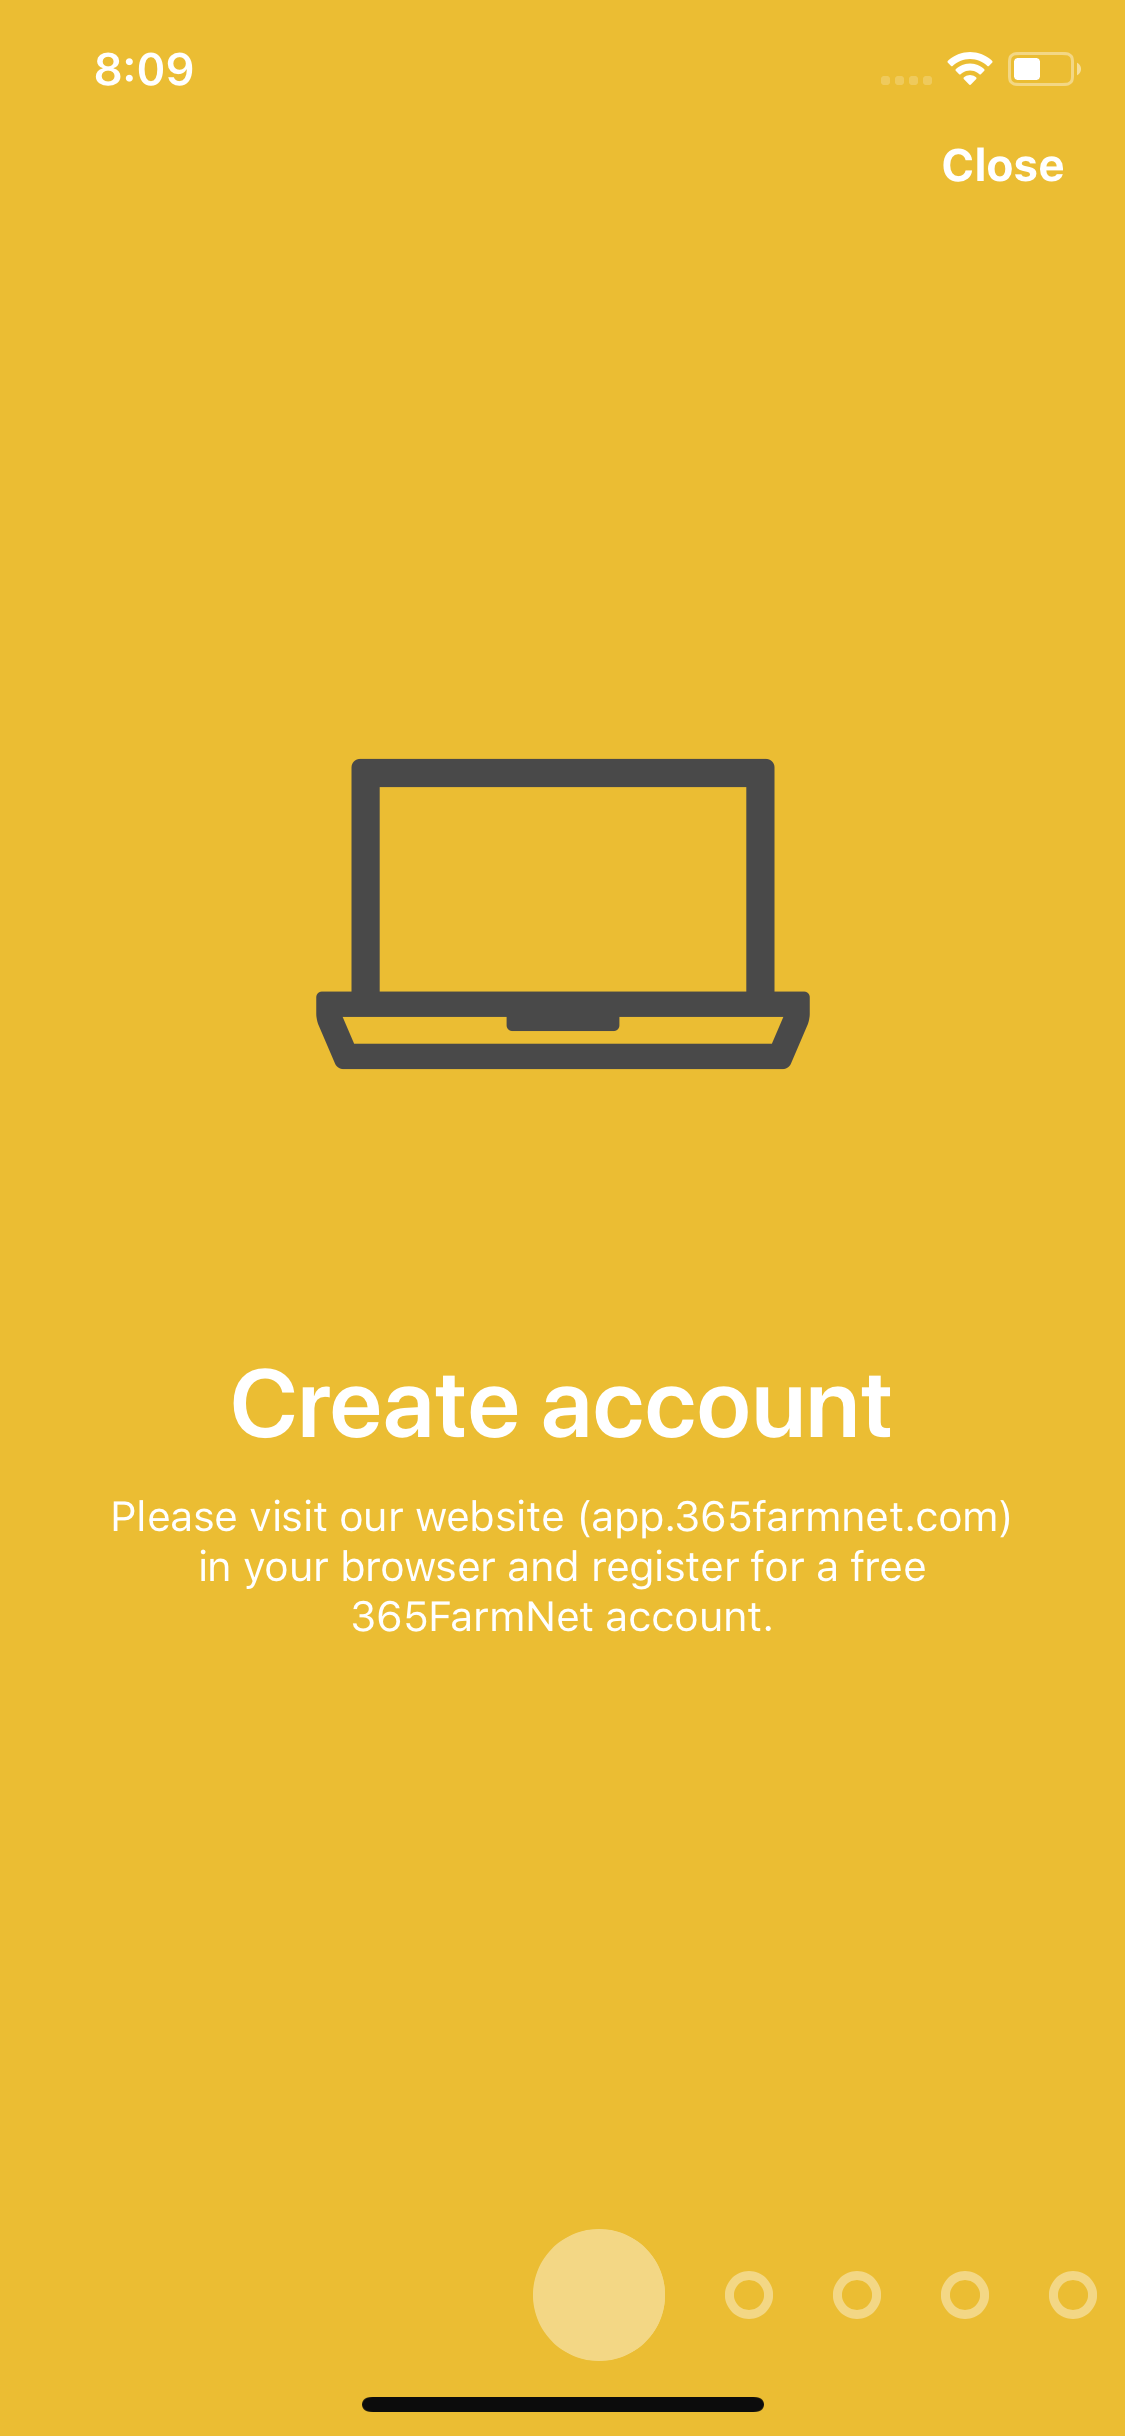 8:09
Close
Create account
Please visit our website (app.365farmnet.com)
in your browser and register for a free
365FarmNet account.